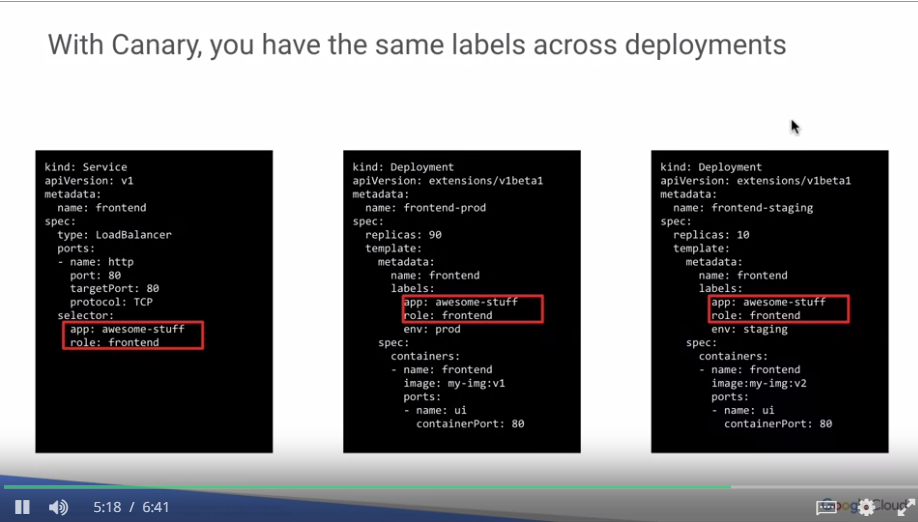 With Canary, you have the same labels across deployments
kind: Service
apiVersion: v1
metadata:
  name: frontend
spec:
  type: LoadBalancer
  ports:
  - name: http
    port: 80
    targetPort: 80
    protocol: TCP
  selector:
    app: awesome-stuff
    role: frontend
kind: Deployment
apiVersion: extensions/v1beta1
metadata:
  name: frontend-prod
spec:
  replicas: 90
  template:
    metadata:
      name: frontend
      labels:
        app: awesome-stuff
        role: frontend
        env: prod
    spec:
      containers:
      - name: frontend
        image: my-img:v1
        ports:
        - name: ui
          containerPort: 80
kind: Deployment
apiVersion: extensions/v1beta1
metadata:
  name: frontend-staging
spec:
  replicas: 10
  template:
    metadata:
      name: frontend
      labels:
        app: awesome-stuff
        role: frontend
        env: staging
    spec:
      containers:
      - name: frontend
        image:my-img:v2
        ports:
        - name: ui
          containerPort: 80
5:18 / 6:41
Google Cloud